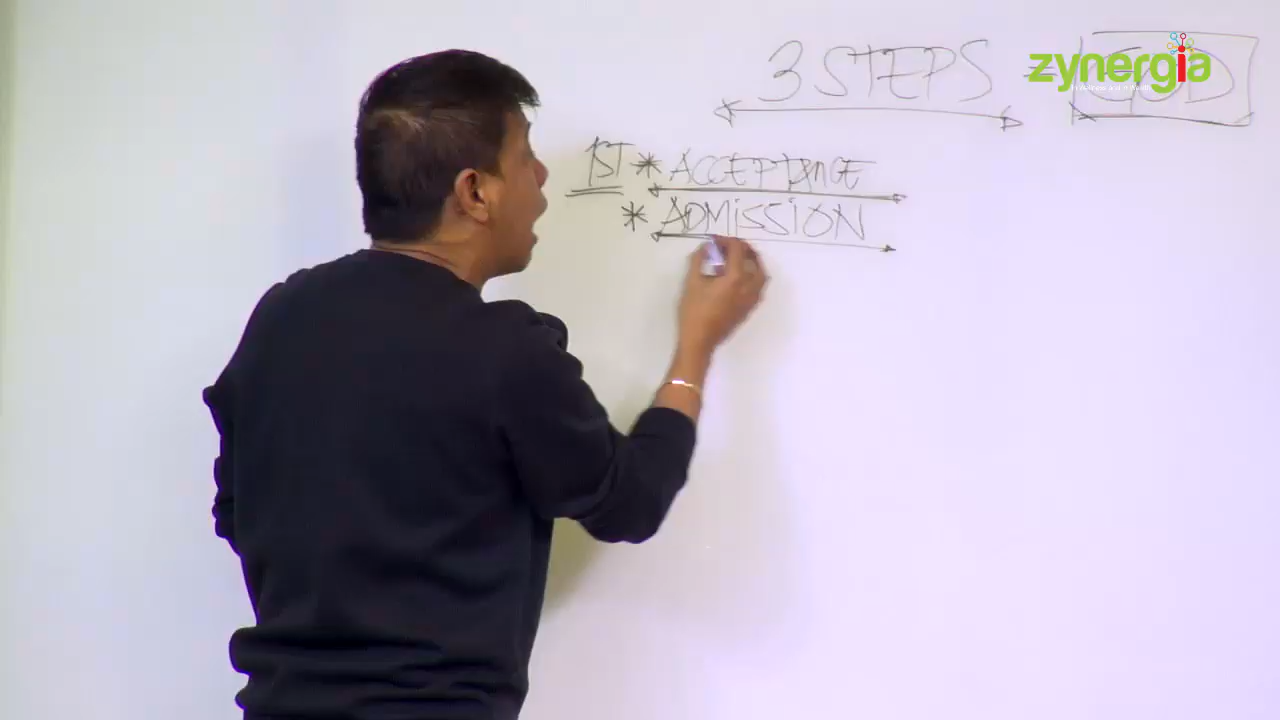 3 STEPS
zynergia
1ST * ACCEPTANCE
* ADMISSION